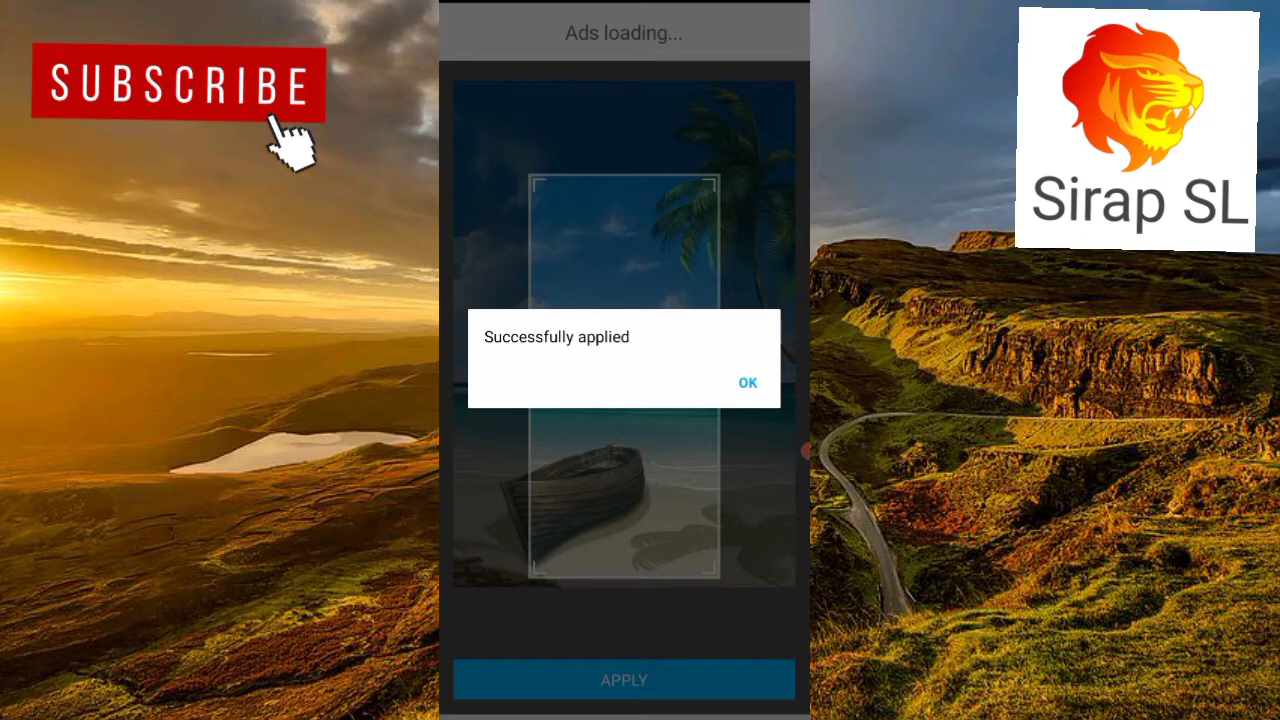 SUBSCRIBE
Ads loading...
Sirap SL
Successfully applied
OK
APPLY